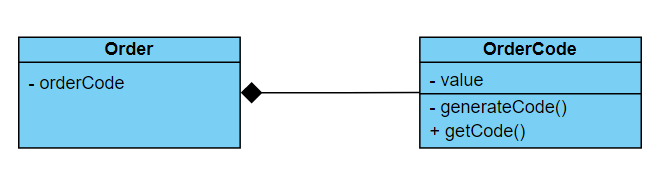 Order
- orderCode
OrderCode
- value
- generateCode()
+ getCode()